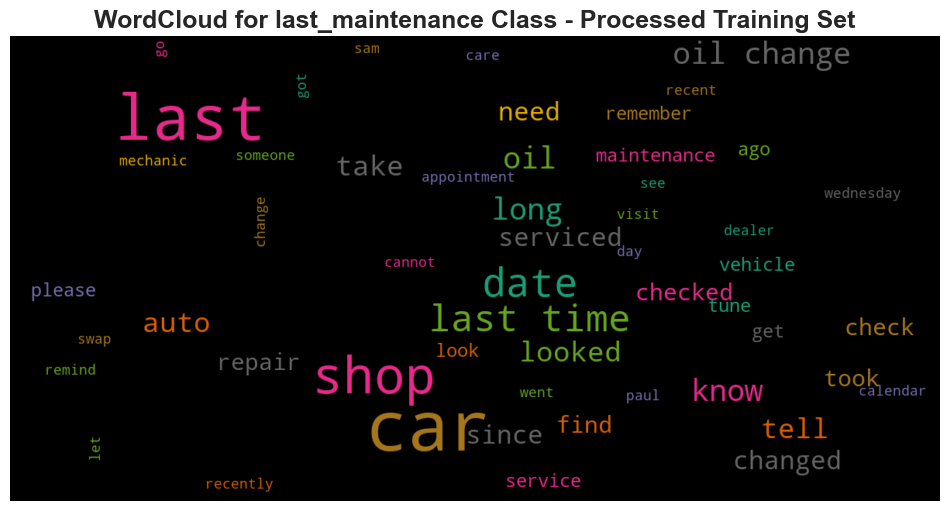 WordCloud for last_maintenance Class - Processed Training Set
go
sam
care
oil change
got
recent
last
need
remember
mechanic
someone
take
oil
maintenance
ago
appointment
see
wednesday
change
long
visit
dealer
serviced
day
cannot
vehicle
please
date
checked
tune
auto
last time
get
check
swap
look
looked
remind
repair
shop
went
paul
know
took
calendar
let
car
since
find
tell
changed
recently
service